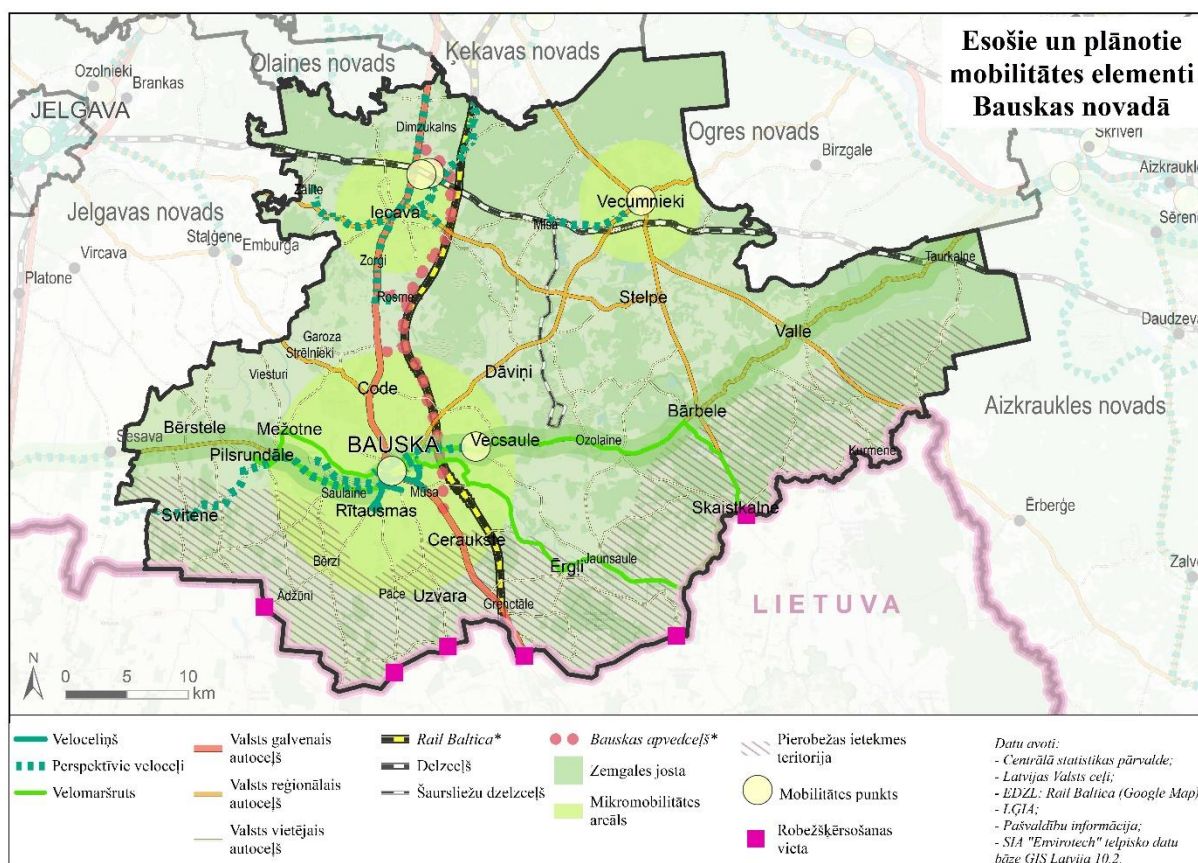 Esošie un plānotie
mobilitātes elementi
Bauskas novadā
Ķekavas novads
Olaines novads
Ozolnieki
Brankas
JELGAVA
Dimzukalns
Ogres novads
Birzgale
Skrīveri
Aizkraukle
Zālīte
Iecava
Vecumnieki
Misa
Sēren
Jelgavas novads
Staļģene
Emburga
Vircava
Platone
Zorģi
Rosme
Stelpe
Taurkalne
Valle
Daudzeva
Garoza
Strēlnieki
Viesturi
Code
Dāviņi
Bārbele
Aizkraukles novads
Bērstele
Mežotne
BAUSKA
Vecsaule
Ozolaine
Sesava
Pilsrundāle
Kurmene
Saulaine
Mūsa
Rītausmas
Skaistkalne
Svitene
Ērberģe
Ceraukste
Bērzi
Ērgļi
Jaunsaule
Zalve
Ādžūni
Pāce
Uzvara
Grenctāle
LIETUVA
N
0 5 10
km
Veloceliņš
Perspektīvie veloceļi
Velomaršruts
Valsts galvenais
autoceļš
Valsts reģionālais
autoceļš
Valsts vietējais
autoceļš
Rail Baltica*
Dzelzceļš
Šaursliežu dzelzceļš
Bauskas apvedceļš*
Zemgales josta
Mikromobilitātes
areāls
Pierobežas ietekmes
teritorija
Mobilitātes punkts
Robežšķērsošanas
vieta
Datu avoti:
- Centrālā statistikas pārvalde;
- Latvijas Valsts ceļi;
- EDZL: Rail Baltica (Google Map)
- LĢIA;
- Pašvaldību informācija;
- SIA "Envirotech" telpisko datu
bāze GIS Latvija 10.2.